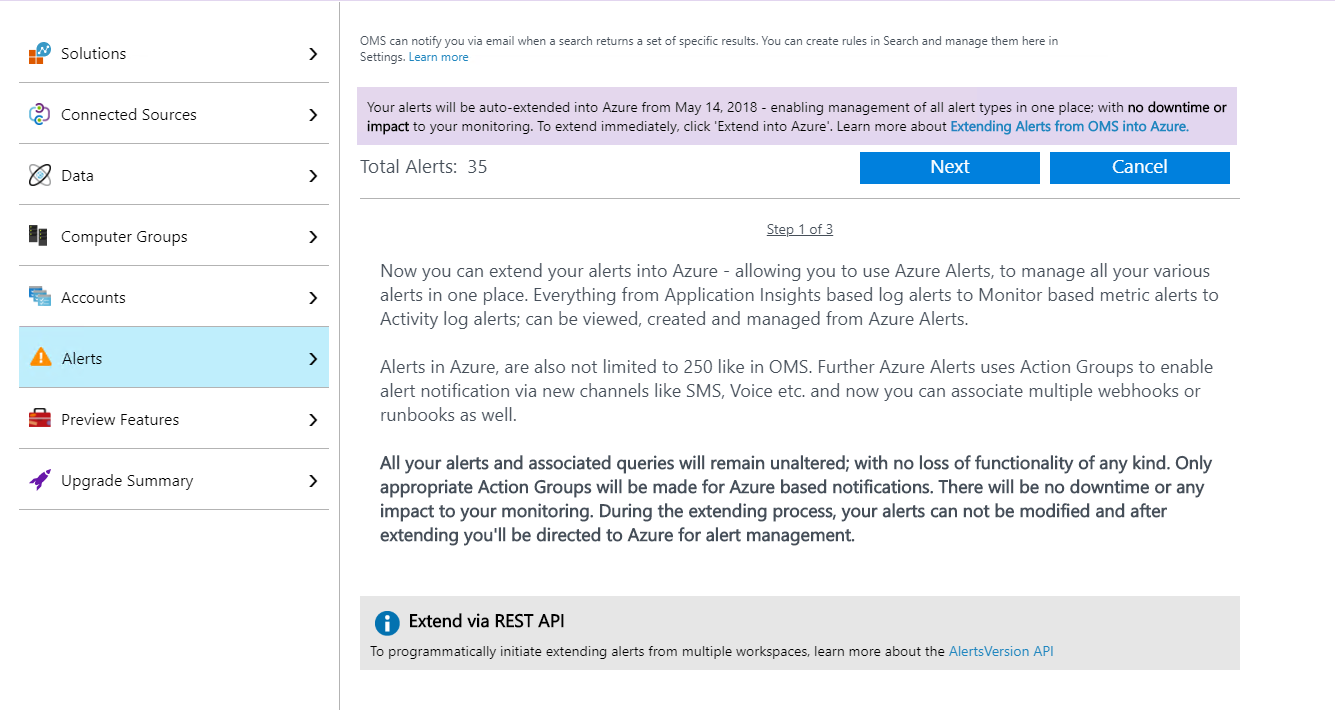 Solutions
Connected Sources
Data
Computer Groups
Accounts
Alerts
Preview Features
Upgrade Summary
OMS can notify you via email when a search returns a set of specific results. You can create rules in Search and manage them here in
Settings. Learn more
Your alerts will be auto-extended into Azure from May 14, 2018 - enabling management of all alert types in one place; with no downtime or
impact to your monitoring. To extend immediately, click 'Extend into Azure'. Learn more about Extending Alerts from OMS into Azure.
Total Alerts: 35
Next
Cancel
Step 1 of 3
Now you can extend your alerts into Azure - allowing you to use Azure Alerts, to manage all your various
alerts in one place. Everything from Application Insights based log alerts to Monitor based metric alerts to
Activity log alerts; can be viewed, created and managed from Azure Alerts.
Alerts in Azure, are also not limited to 250 like in OMS. Further Azure Alerts uses Action Groups to enable
alert notification via new channels like SMS, Voice etc. and now you can associate multiple webhooks or
runbooks as well.
All your alerts and associated queries will remain unaltered; with no loss of functionality of any kind. Only
appropriate Action Groups will be made for Azure based notifications. There will be no downtime or any
impact to your monitoring. During the extending process, your alerts can not be modified and after
extending you'll be directed to Azure for alert management.
Extend via REST API
To programmatically initiate extending alerts from multiple workspaces, learn more about the AlertsVersion API